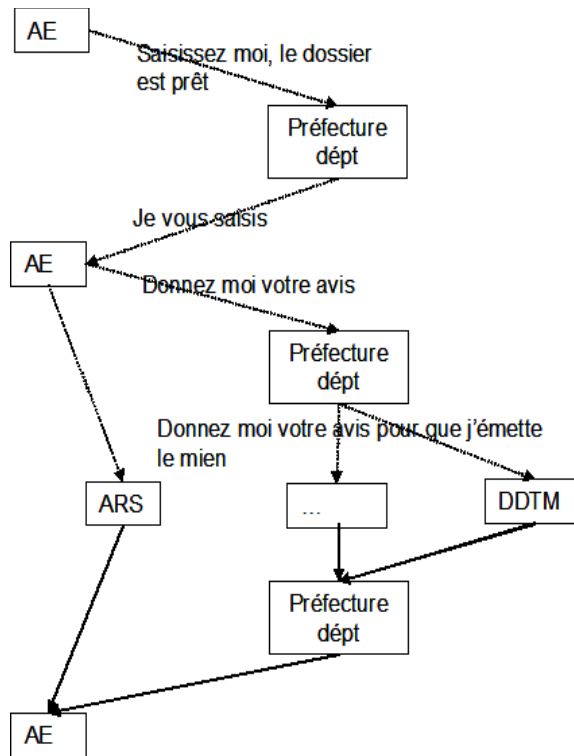 AE
Saisissez moi, le dossier
est prêt
Préfecture
dépt
Je vous saisis
AE
Donnez moi votre avis
Préfecture
dépt
Donnez moi votre avis pour que j'émette
le mien
ARS
...
DDTM
Préfecture
dépt
AE